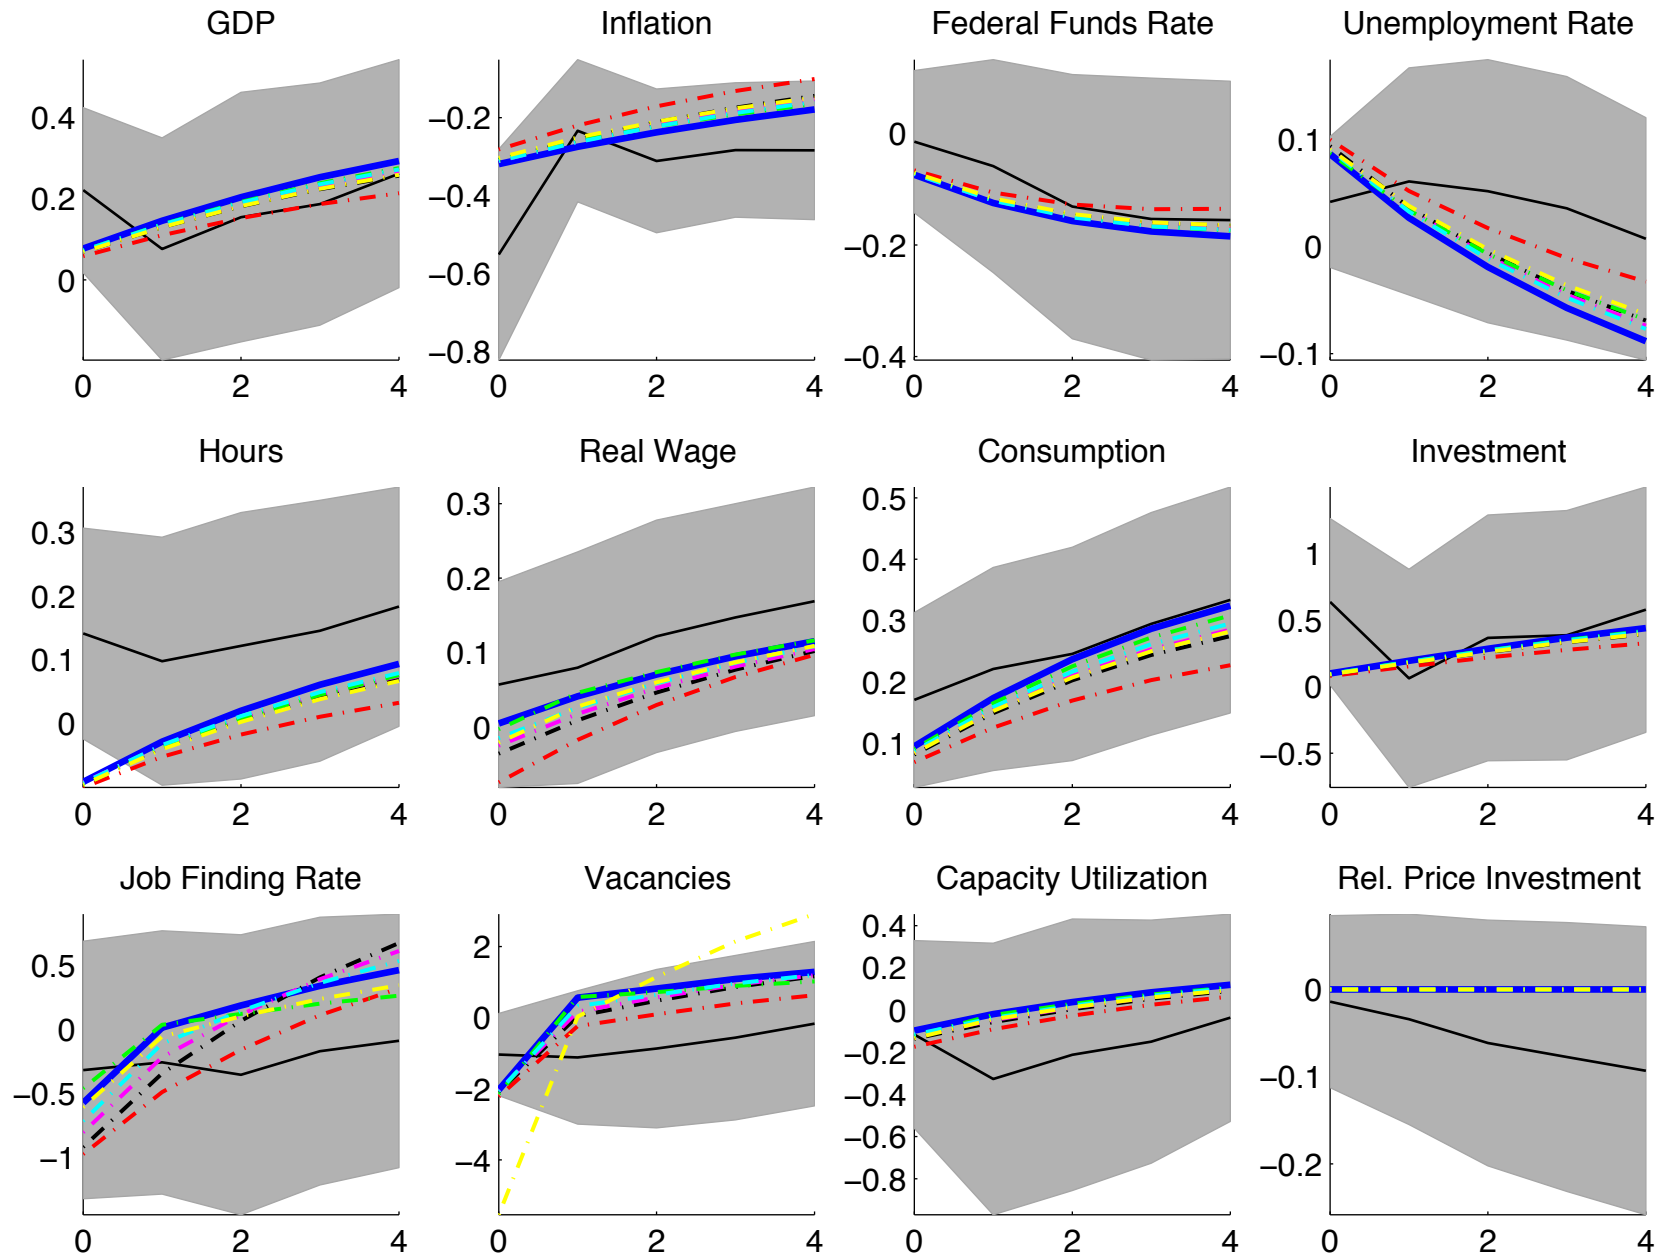 GDP
0.4
0.2
0
0 2 4
Inflation
−0.2
−0.4
−0.6
−0.8
0 2 4
Federal Funds Rate
0
−0.2
−0.4
0 2 4
Unemployment Rate
0.1
0
−0.1
0 2 4
Hours
0.3
0.2
0.1
0
0 2 4
Real Wage
0.3
0.2
0.1
0
0 2 4
Consumption
0.5
0.4
0.3
0.2
0.1
0 2 4
Investment
1
0.5
0
−0.5
0 2 4
Job Finding Rate
0.5
0
−0.5
−1
0 2 4
Vacancies
2
0
−2
−4
0 2 4
Capacity Utilization
0.4
0.2
0
−0.2
−0.4
−0.6
−0.8
0 2 4
Rel. Price Investment
0
−0.1
−0.2
0 2 4